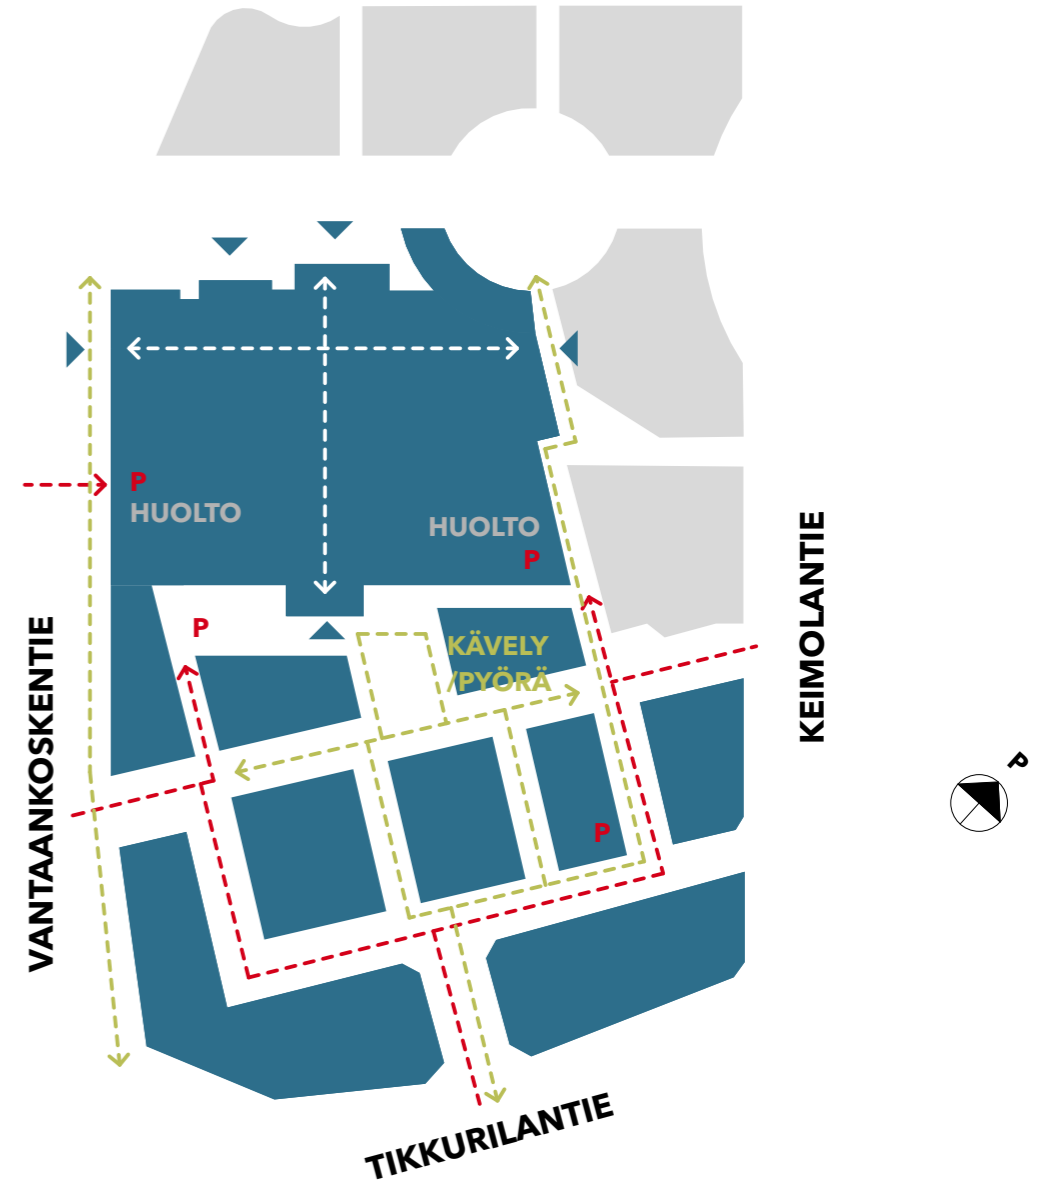 P
HUOLTO
HUOLTO
P
P
KÄVELY
/PYÖRÄ
KEIMOLANTIE
VANTAANKOSKENTIE
P
P
TIKKURILANTIE